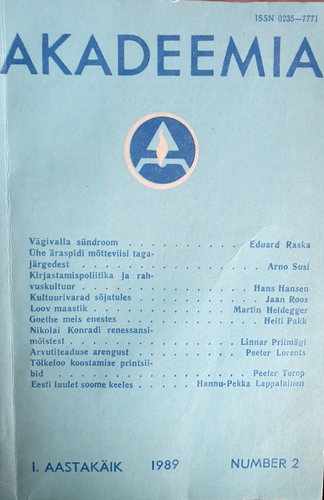 ISSN 0235—7771
AKADEEMIA
Vägivalla sündroom . . . . . . . . . . Eduard Raska
Ühe äraspidi mõtteviisi taga-
järgedest . . . . . . . . . . . . . . Arno Susi
Kirjastamispoliitika ja rah-
vuskultuur . . . . . . . . . . . . . Hans Hansen
Kultuurivarad sõjatules . . . . . . . . . Jaan Roos
Loov maastik . . . . . . . . . . . Martin Heidegger
Goethe meis enestes . . . . . . . . . . Heiti Pakk
Nikolai Konradi renessansi-
mõistest . . . . . . . . . . . . . Linnar Priimägi
Arvutiteaduse arengust . . . . . . . . Peeter Lorents
Tõlkeloo koostamise printsii-
bid . . . . . . . . . . . . . . . . Peeter Torop
Eesti luulet soome keeles . . . . . Hannu-Pekka Lappalainen
I. AASTAKÄIK 1989 NUMBER 2